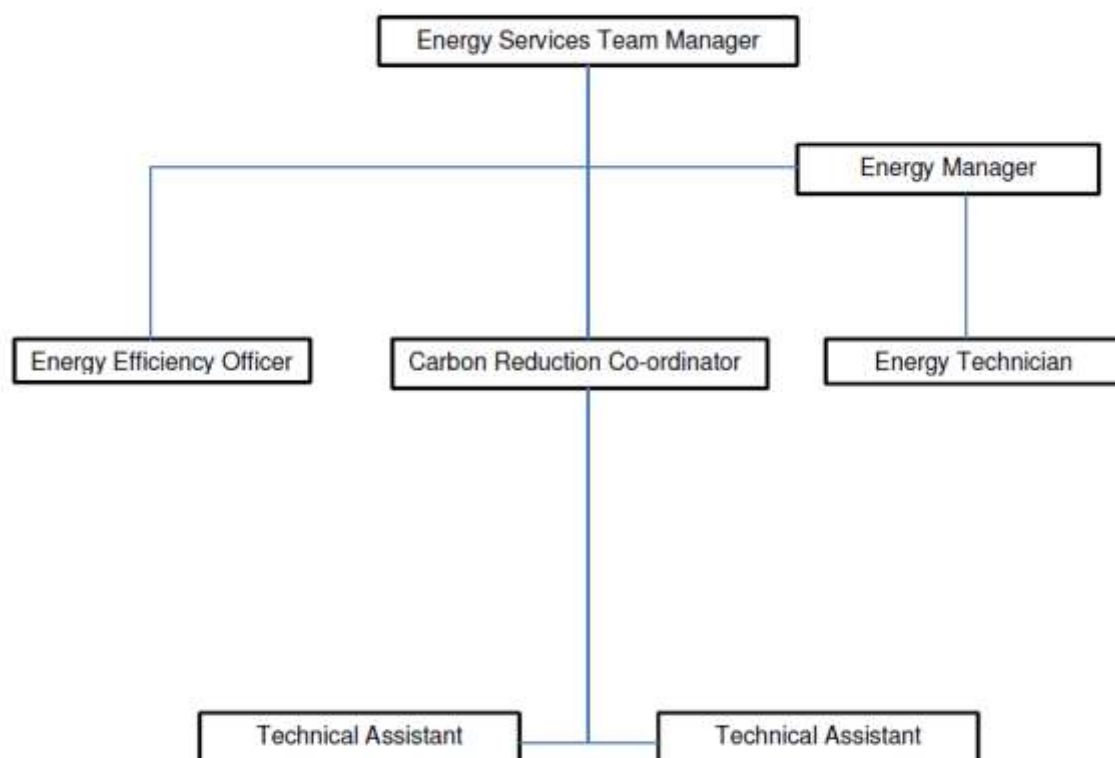 Energy Services Team Manager
Energy Manager
Energy Efficiency Officer
Carbon Reduction Co-ordinator
Energy Technician
Technical Assistant
Technical Assistant